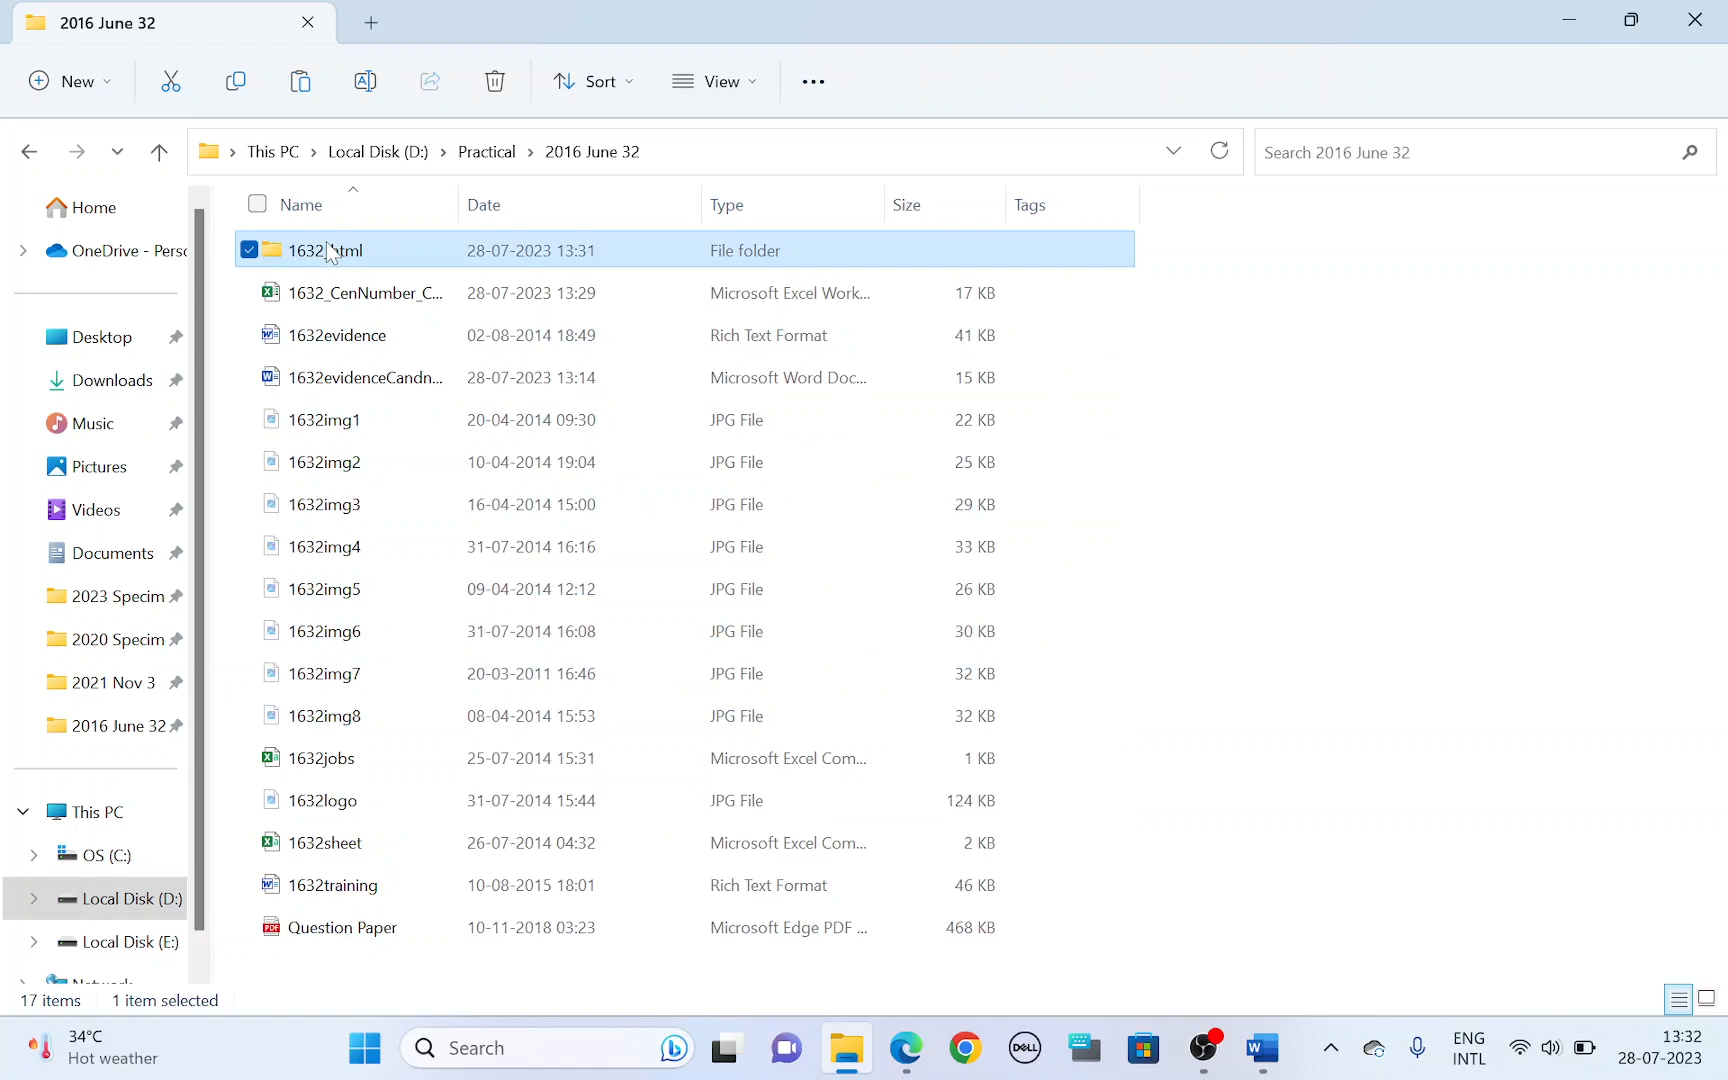 2016 June 32
New
Sort
View
This PC
Local Disk (D:)
Practical
2016 June 32
Search 2016 June 32
Home
OneDrive - Pers
Desktop
Downloads
Music
Pictures
Videos
Documents
2023 Specim
2020 Specim
2021 Nov 3
2016 June 32
This PC
OS (C:)
Local Disk (D:)
Local Disk (E:)
Name Date Type Size Tags
1632 html 28-07-2023 13:31 File folder
1632_CenNumber_C... 28-07-2023 13:29 Microsoft Excel Work... 17 KB
1632evidence 02-08-2014 18:49 Rich Text Format 41 KB
1632evidenceCandn... 28-07-2023 13:14 Microsoft Word Doc... 15 KB
1632img1 20-04-2014 09:30 JPG File 22 KB
1632img2 10-04-2014 19:04 JPG File 25 KB
1632img3 16-04-2014 15:00 JPG File 29 KB
1632img4 31-07-2014 16:16 JPG File 33 KB
1632img5 09-04-2014 12:12 JPG File 26 KB
1632img6 31-07-2014 16:08 JPG File 30 KB
1632img7 20-03-2011 16:46 JPG File 32 KB
1632img8 08-04-2014 15:53 JPG File 32 KB
1632jobs 25-07-2014 15:31 Microsoft Excel Com... 1 KB
1632logo 31-07-2014 15:44 JPG File 124 KB
1632sheet 26-07-2014 04:32 Microsoft Excel Com... 2 KB
1632training 10-08-2015 18:01 Rich Text Format 46 KB
Question Paper 10-11-2018 03:23 Microsoft Edge PDF ... 468 KB
17 items 1 item selected
34°C
Hot weather
Search
DELL
ENG
INTL
13:32
28-07-2023